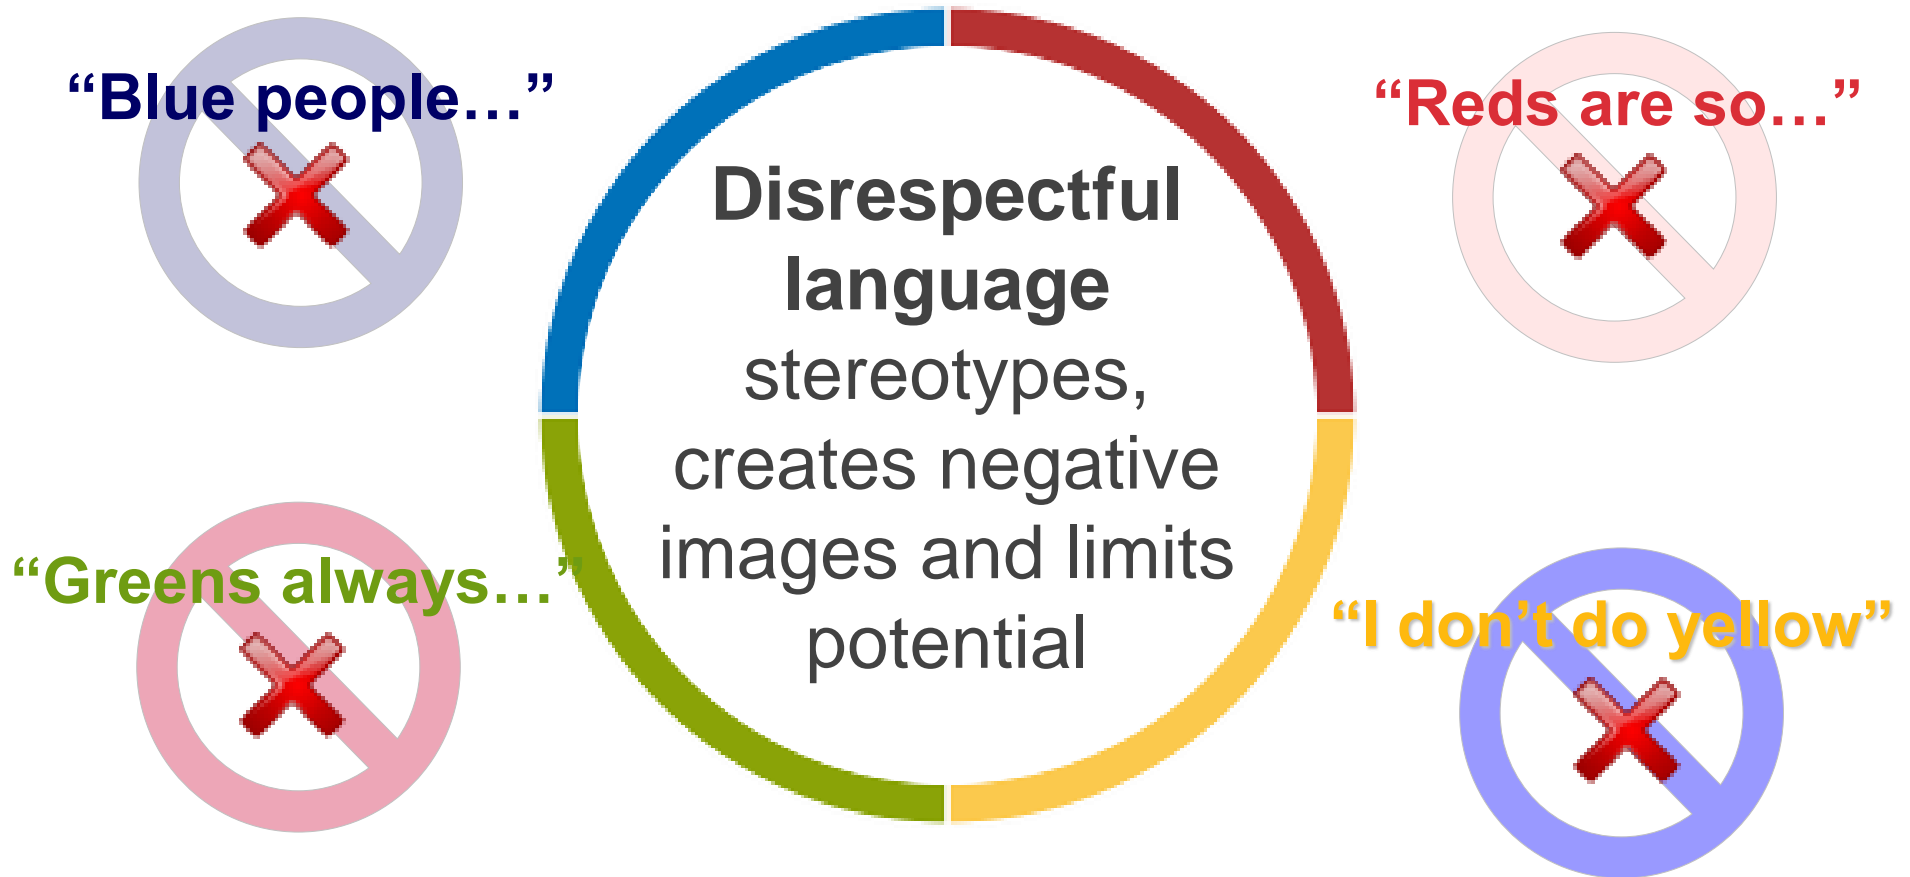 “Blue people…”
“Reds are so…”
Disrespectful
language
stereotypes,
creates negative
images and limits
potential
“Greens always…”
“I don’t do yellow”